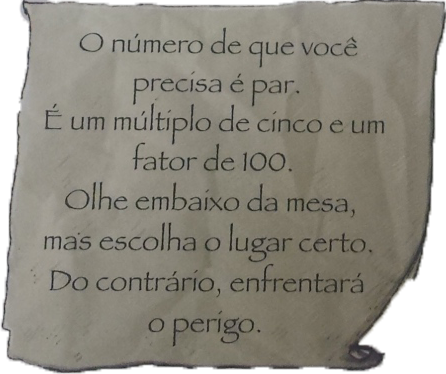 O número de que você
precisa é par.
É um múltiplo de cinco e um
fator de 100.
Olhe embaixo da mesa,
mas escolha o lugar certo.
Do contrário, enfrentará
o perigo.